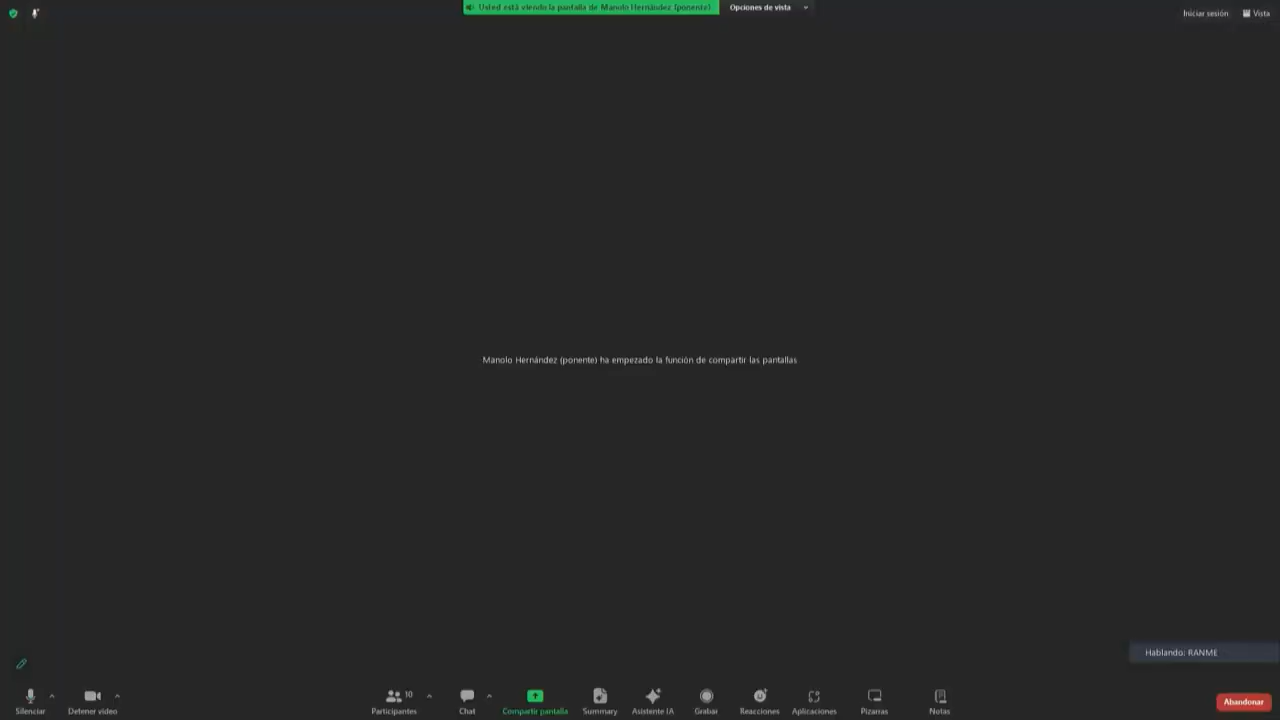 Usted está viendo la pantalla de Manolo Hernández (ponente)
Opciones de vista
Iniciar sesión
Vista
Manolo Hernández (ponente) ha empezado la función de compartir las pantallas
Hablando: RANME
Silenciar
Detener video
Participantes
10
Chat
Compartir pantalla
Summary
Asistente IA
Grabar
Reacciones
Aplicaciones
Pizarras
Notas
Abandonar